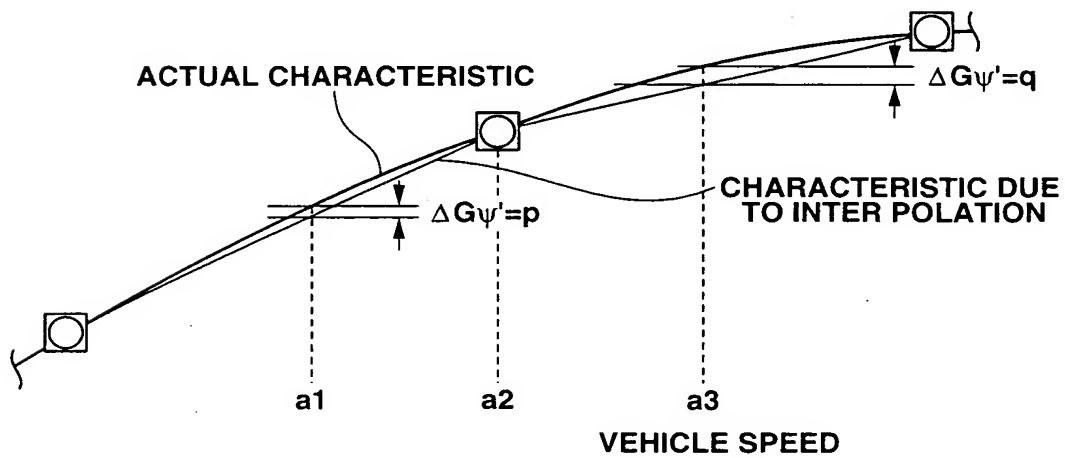 ACTUAL CHARACTERISTIC
ΔGψ'=q
CHARACTERISTIC DUE
TO INTER POLATION
ΔGψ'=p
a1
a2
a3
VEHICLE SPEED